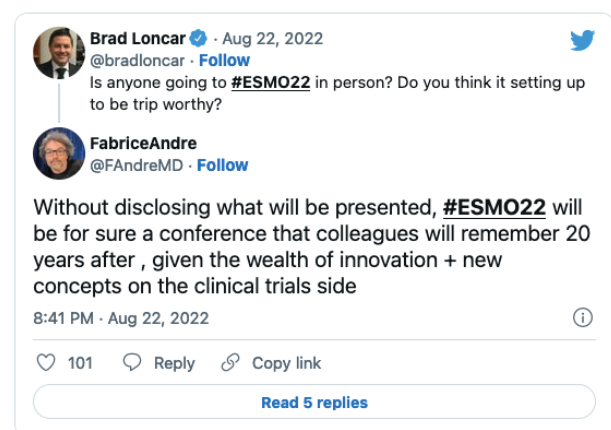 Brad Loncar · Aug 22, 2022
@bradloncar · Follow
Is anyone going to #ESMO22 in person? Do you think it setting up
to be trip worthy?
FabriceAndre
@FAndreMD · Follow
Without disclosing what will be presented, #ESMO22 will
be for sure a conference that colleagues will remember 20
years after , given the wealth of innovation + new
concepts on the clinical trials side
8:41 PM · Aug 22, 2022
101 Reply Copy link
Read 5 replies